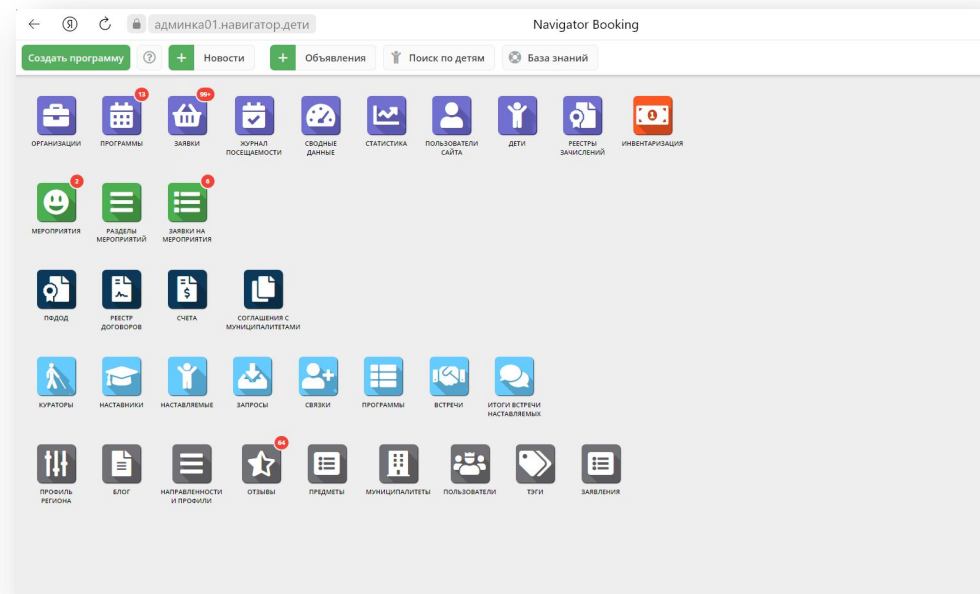 админка01.навигатор.дети
Navigator Booking
Создать программу
?
+ Новости
+ Объявления
Поиск по детям
База знаний
13
99+
ОРГАНИЗАЦИИ
ПРОГРАММЫ
ЗАЯВКИ
ЖУРНАЛ
ПОСЕЩАЕМОСТИ
СВОДНЫЕ
ДАННЫЕ
СТАТИСТИКА
ПОЛЬЗОВАТЕЛИ
САЙТА
ДЕТИ
РЕЕСТРЫ
ЗАЧИСЛЕНИЙ
1
ИНВЕНТАРИЗАЦИЯ
2
6
МЕРОПРИЯТИЯ
РАЗДЕЛЫ
МЕРОПРИЯТИЙ
ЗАЯВКИ НА
МЕРОПРИЯТИЯ
ПФДОД
РЕЕСТР
ДОГОВОРОВ
$
СЧЕТА
СОГЛАШЕНИЯ С
МУНИЦИПАЛИТЕТАМИ
КУРАТОРЫ
НАСТАВНИКИ
НАСТАВЛЯЕМЫЕ
ЗАПРОСЫ
СВЯЗКИ
ПРОГРАММЫ
ВСТРЕЧИ
ИТОГИ ВСТРЕЧИ
НАСТАВЛЯЕМЫХ
64
ПРОФИЛЬ
РЕГИОНА
БЛОГ
НАПРАВЛЕННОСТИ
И ПРОФИЛИ
ОТЗЫВЫ
ПРЕДМЕТЫ
МУНИЦИПАЛИТЕТЫ
ПОЛЬЗОВАТЕЛИ
ТЭГИ
ЗАЯВЛЕНИЯ